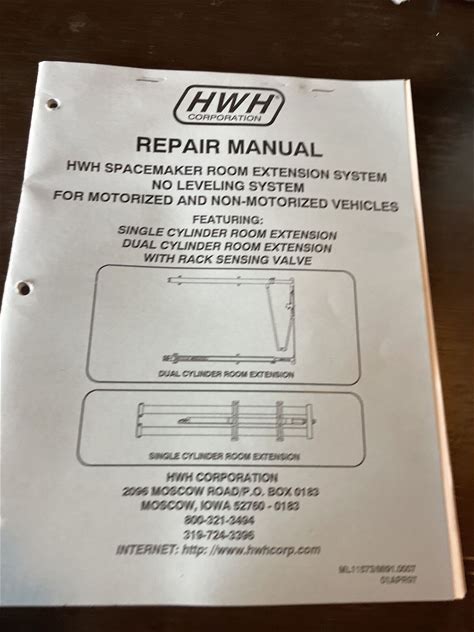 HWH®
CORPORATION
REPAIR MANUAL
HWH SPACEMAKER ROOM EXTENSION SYSTEM
NO LEVELING SYSTEM
FOR MOTORIZED AND NON-MOTORIZED VEHICLES
FEATURING:
SINGLE CYLINDER ROOM EXTENSION
DUAL CYLINDER ROOM EXTENSION
WITH RACK SENSING VALVE
DUAL CYLINDER ROOM EXTENSION
SINGLE CYLINDER ROOM EXTENSION
HWH CORPORATION
2096 MOSCOW ROAD/P.O. BOX 0183
MOSCOW, IOWA 52760 - 0183
800-321-3494
319-724-3396
INTERNET: http: //www.hwhcorp.com
01APR97